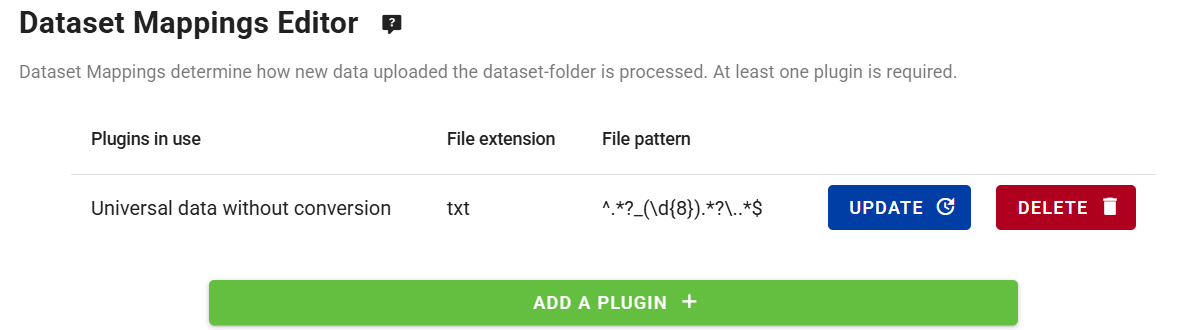 Dataset Mappings Editor
Dataset Mappings determine how new data uploaded the dataset-folder is processed. At least one plugin is required.
Plugins in use File extension File pattern
Universal data without conversion txt ^.*?_(\d{8}).*?\..*$ UPDATE DELETE
ADD A PLUGIN +